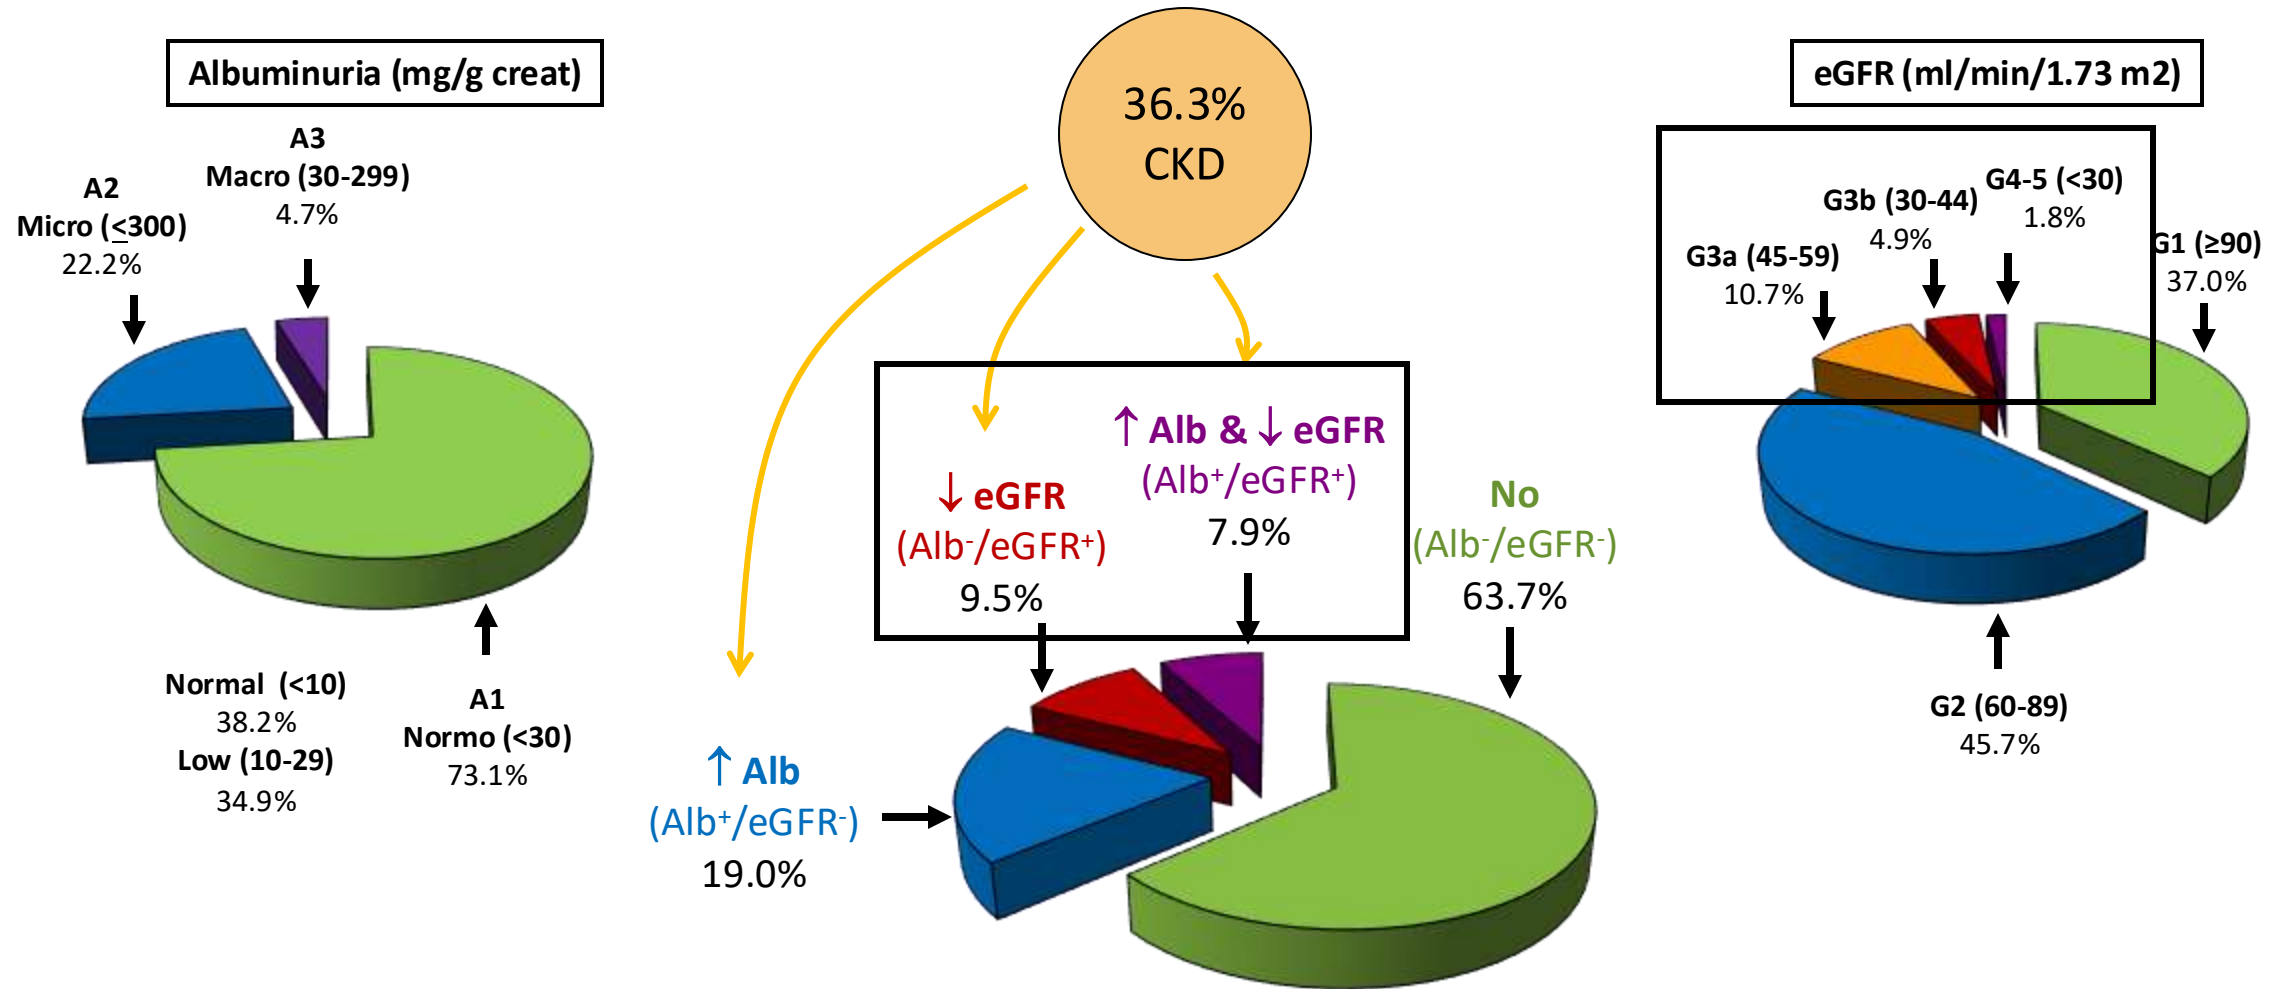 Albuminuria (mg/g creat)
A3
Macro (30-299)
4.7%
A2
Micro (<300)
22.2%
Normal  (<10)
38.2%
Low (10-29)
34.9%
A1
Normo (<30)
73.1%
36.3%
CKD
↓ eGFR
(Alb⁻/eGFR⁺)
9.5%
↑ Alb & ↓ eGFR
(Alb⁺/eGFR⁺)
7.9%
No
(Alb⁻/eGFR⁻)
63.7%
↑ Alb
(Alb⁺/eGFR⁻)
19.0%
eGFR (ml/min/1.73 m2)
G3a (45-59)
10.7%
G3b (30-44)
4.9%
G4-5 (<30)
1.8%
G1 (≥90)
37.0%
G2 (60-89)
45.7%